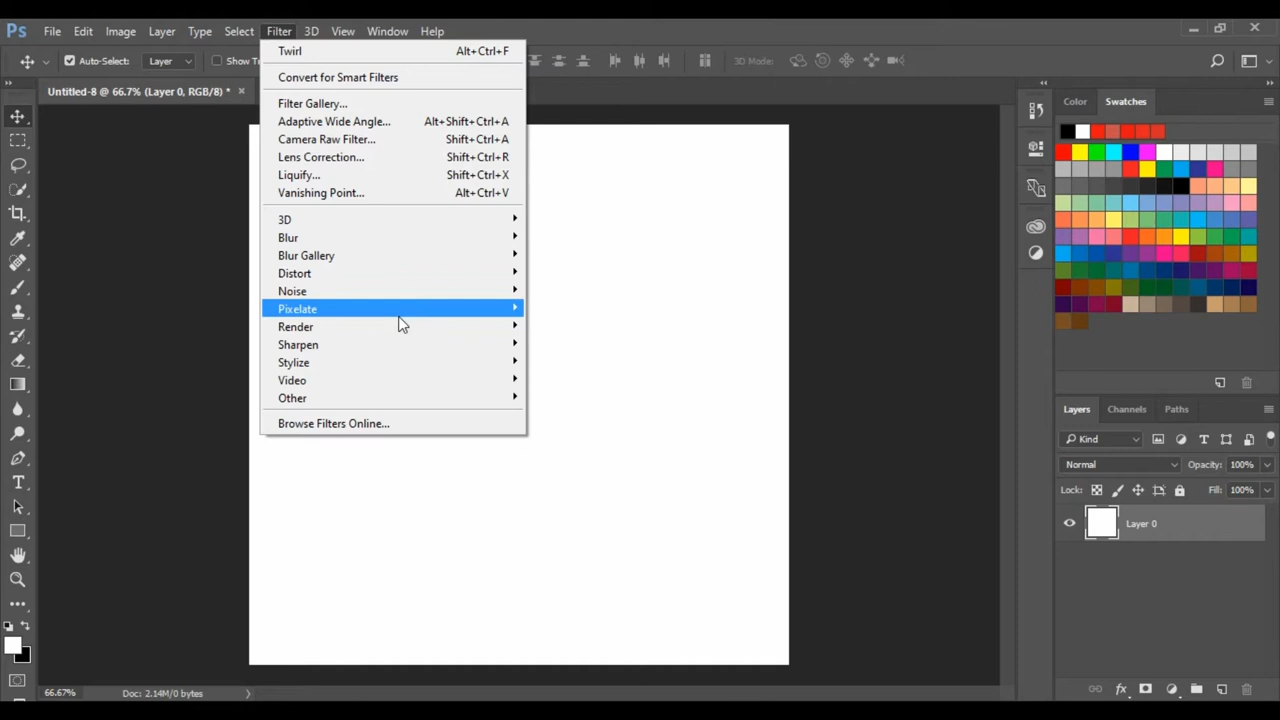 Ps File Edit Image Layer Type Select Filter 3D View Window Help
Auto-Select: Layer Show Tr 3D Mode:
Untitled-8 @ 66.7% (Layer 0, RGB/8) *
Twirl Alt+Ctrl+F
Convert for Smart Filters
Filter Gallery...
Adaptive Wide Angle... Alt+Shift+Ctrl+A
Camera Raw Filter... Shift+Ctrl+A
Lens Correction... Shift+Ctrl+R
Liquify... Shift+Ctrl+X
Vanishing Point... Alt+Ctrl+V
3D
Blur
Blur Gallery
Distort
Noise
Pixelate
Render
Sharpen
Stylize
Video
Other
Browse Filters Online...
Color Swatches
Layers Channels Paths
Kind
Normal Opacity: 100%
Lock: Fill: 100%
Layer 0
fx
66.67% Doc: 2.14M/0 bytes